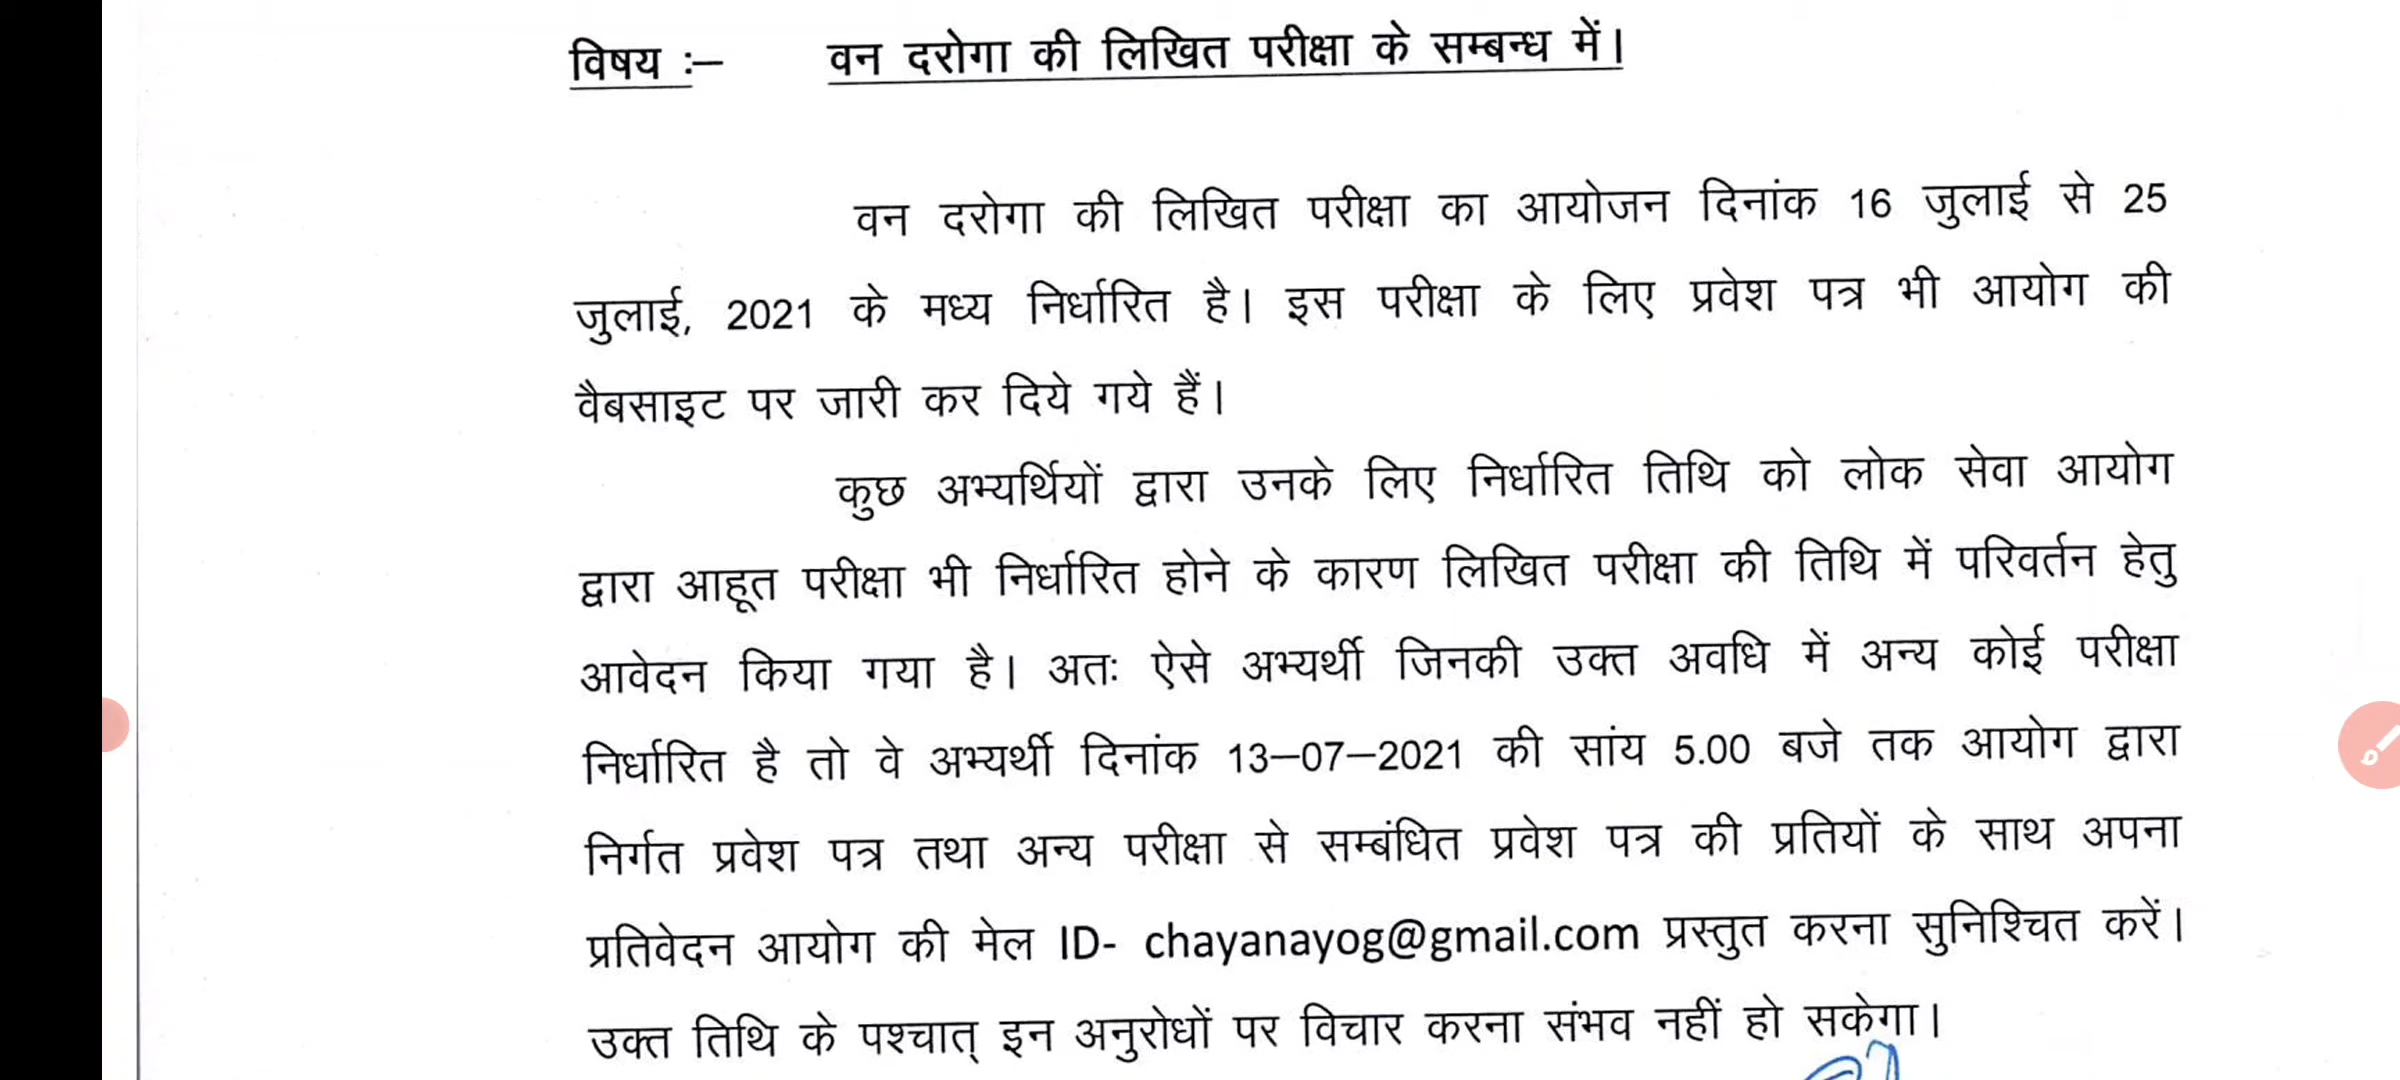 विषय :– वन दरोगा की लिखित परीक्षा के सम्बन्ध में।
वन दरोगा की लिखित परीक्षा का आयोजन दिनांक 16 जुलाई से 25
जुलाई, 2021 के मध्य निर्धारित है। इस परीक्षा के लिए प्रवेश पत्र भी आयोग की
वैबसाइट पर जारी कर दिये गये हैं।
कुछ अभ्यर्थियों द्वारा उनके लिए निर्धारित तिथि को लोक सेवा आयोग
द्वारा आहूत परीक्षा भी निर्धारित होने के कारण लिखित परीक्षा की तिथि में परिवर्तन हेतु
आवेदन किया गया है। अतः ऐसे अभ्यर्थी जिनकी उक्त अवधि में अन्य कोई परीक्षा
निर्धारित है तो वे अभ्यर्थी दिनांक 13–07–2021 की सांय 5.00 बजे तक आयोग द्वारा
निर्गत प्रवेश पत्र तथा अन्य परीक्षा से सम्बंधित प्रवेश पत्र की प्रतियों के साथ अपना
प्रतिवेदन आयोग की मेल ID- chayanayog@gmail.com प्रस्तुत करना सुनिश्चित करें।
उक्त तिथि के पश्चात् इन अनुरोधों पर विचार करना संभव नहीं हो सकेगा।